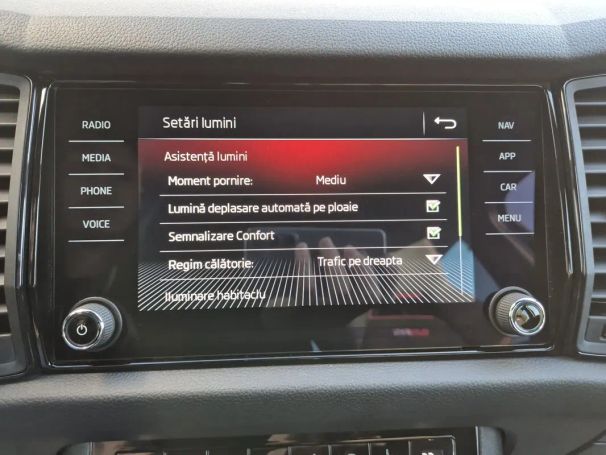 Setări lumini
RADIO
MEDIA
PHONE
VOICE
Asistență lumini
Moment pornire: Mediu
Lumină deplasare automată pe ploaie
Semnalizare Confort
Regim călătorie: Trafic pe dreapta
Iluminare habitaclu
NAV
APP
CAR
MENU